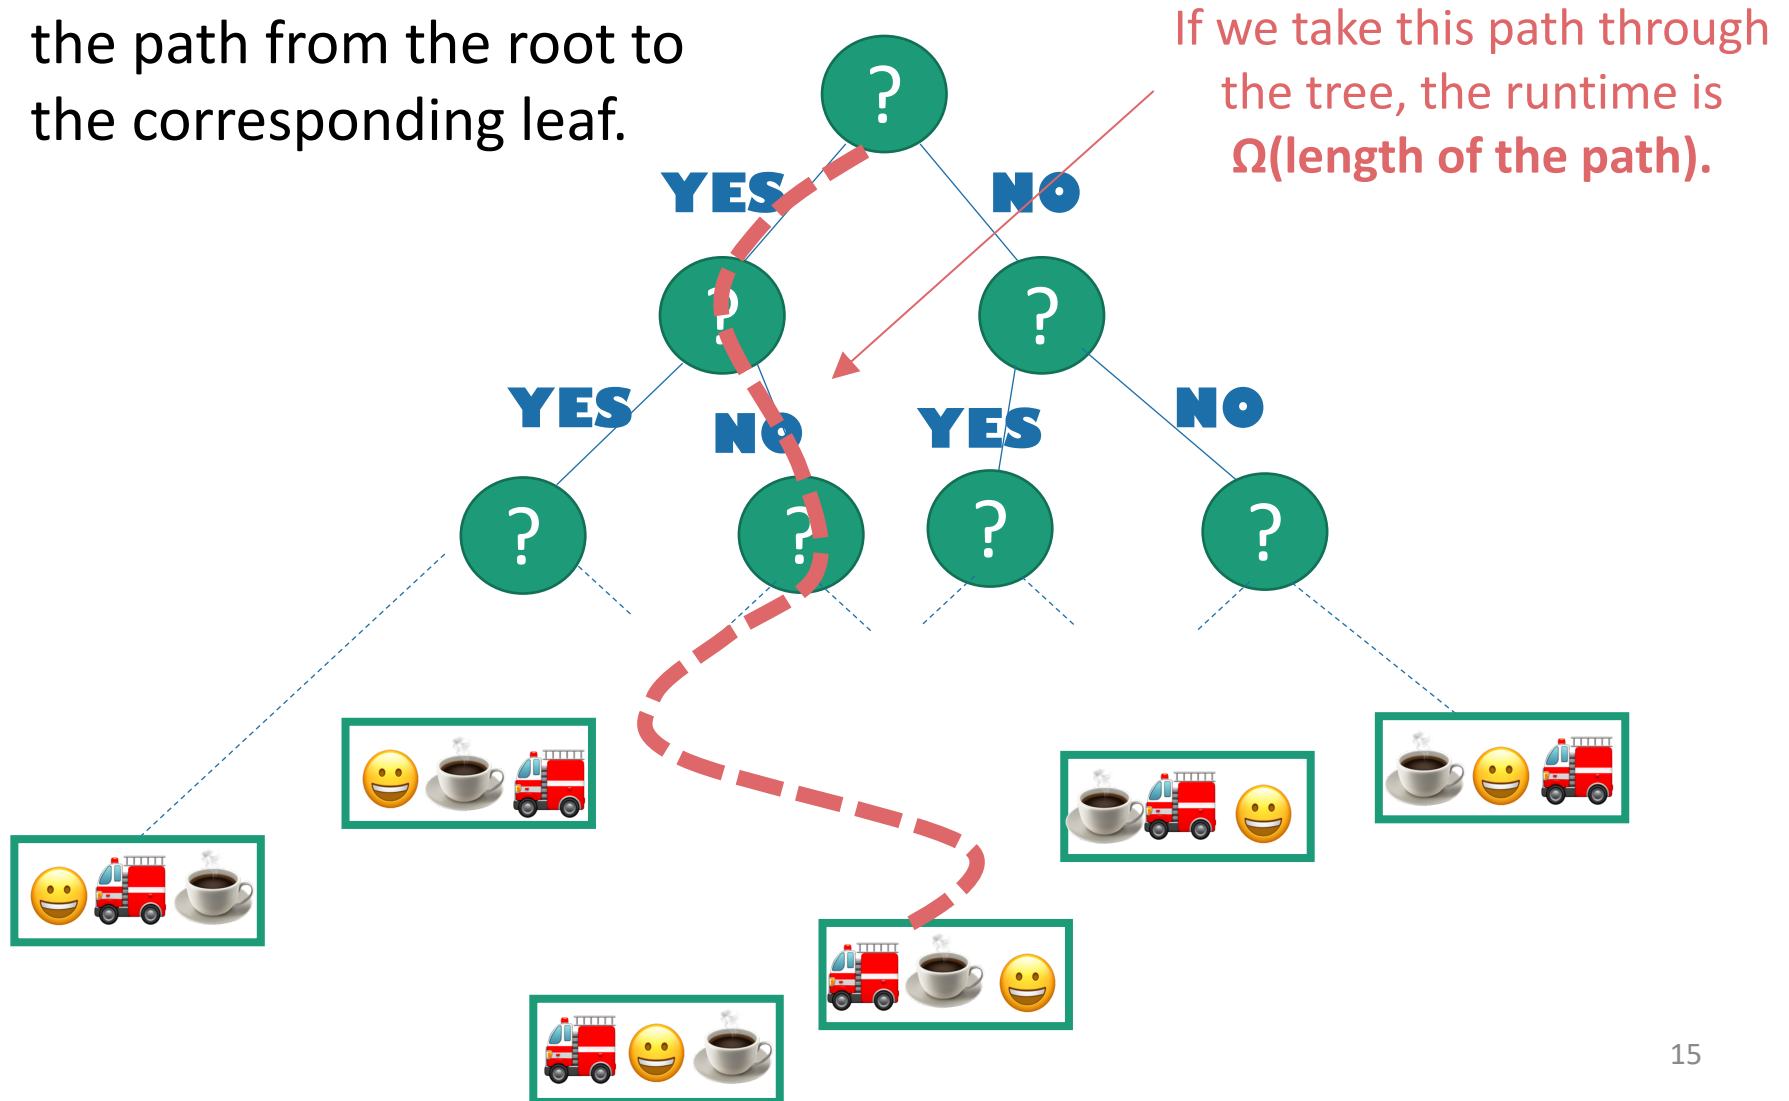 the path from the root to
the corresponding leaf.
If we take this path through
the tree, the runtime is
Ω(length of the path).
?
YES
NO
?
?
YES
NO
YES
NO
?
?
?
?
15